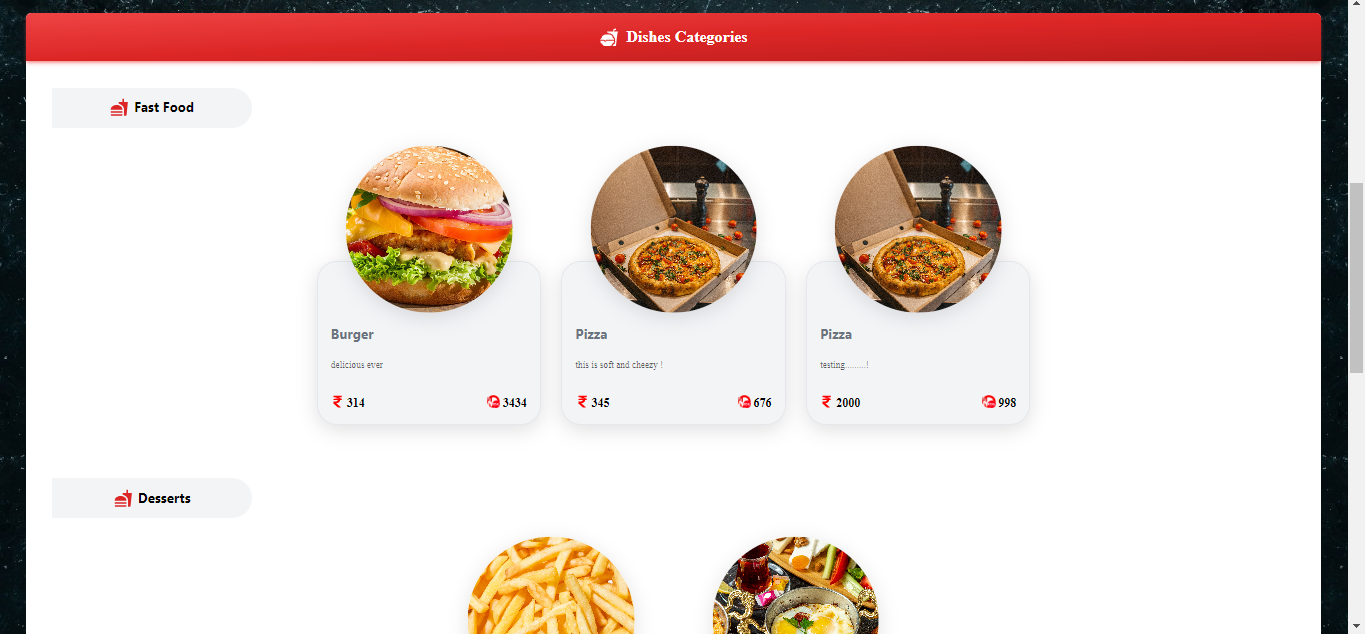 Dishes Categories
Fast Food
Burger
delicious ever
₹ 314 3434
Pizza
this is soft and cheezy !
₹ 345 676
Pizza
testing.........!
₹ 2000 998
Desserts